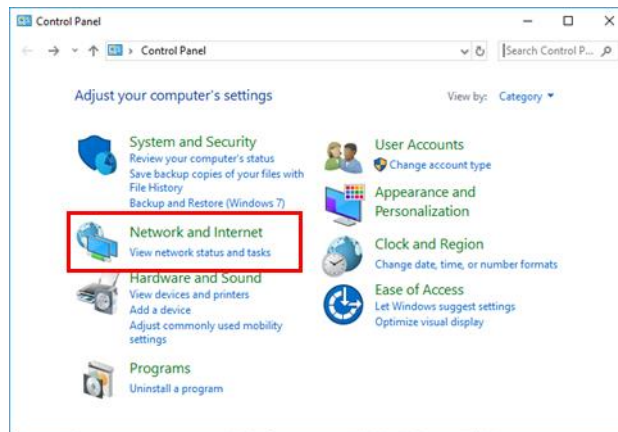 Control Panel
Control Panel
Search Control P...
Adjust your computer's settings
View by: Category
System and Security
Review your computer's status
Save backup copies of your files with
File History
Backup and Restore (Windows 7)
Network and Internet
View network status and tasks
Hardware and Sound
View devices and printers
Add a device
Adjust commonly used mobility
settings
Programs
Uninstall a program
User Accounts
Change account type
Appearance and
Personalization
Clock and Region
Change date, time, or number formats
Ease of Access
Let Windows suggest settings
Optimize visual display